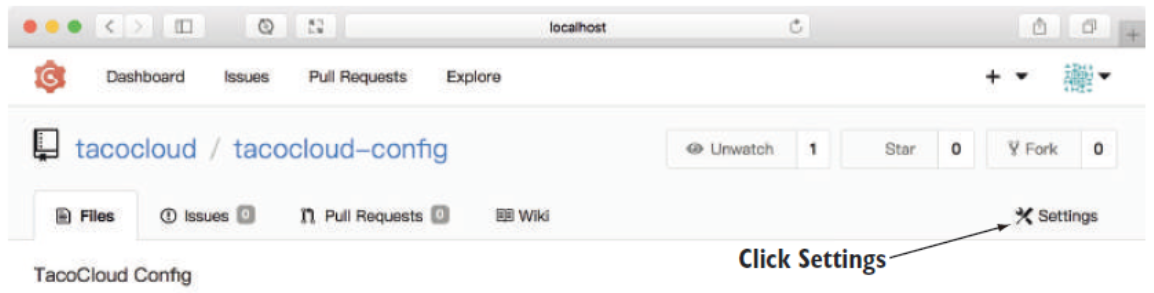 localhost
Dashboard Issues Pull Requests Explore
tacocloud / tacocloud-config
Unwatch 1 Star 0 Fork 0
Files Issues 0 Pull Requests 0 Wiki Settings
Click Settings
TacoCloud Config